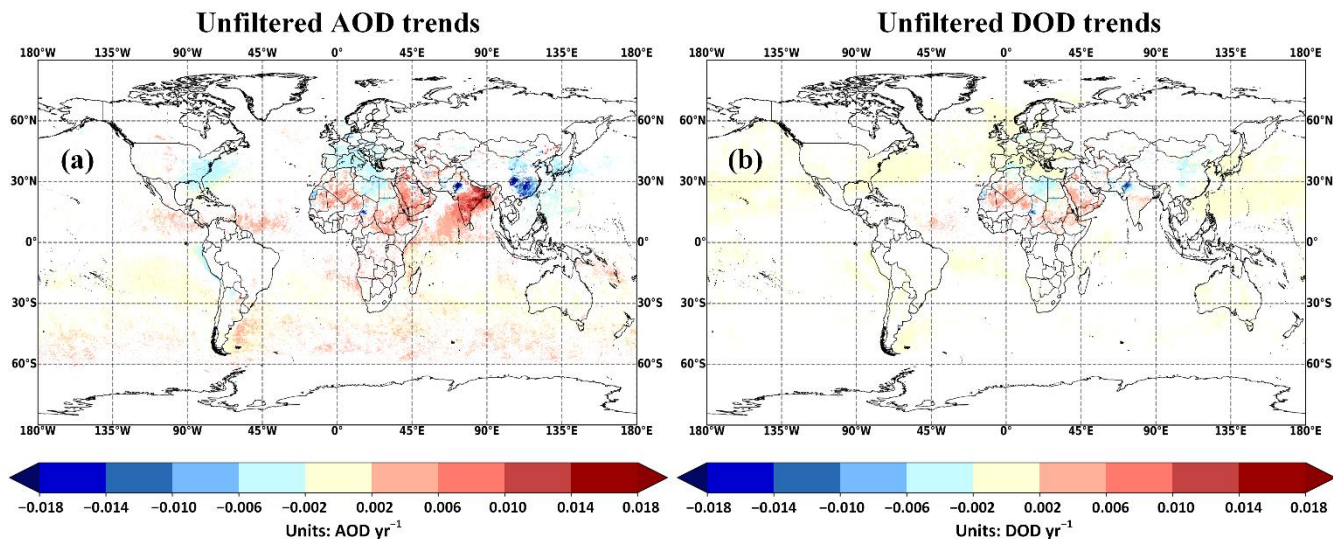 Unfiltered AOD trends
180°W 135°W 90°W 45°W 0° 45°E 90°E 135°E 180°E
60°N
30°N
0°
30°S
60°S
(a)
180°W 135°W 90°W 45°W 0° 45°E 90°E 135°E 180°E
−0.018 −0.014 −0.010 −0.006 −0.002 0.002 0.006 0.010 0.014 0.018
Units: AOD yr⁻¹
Unfiltered DOD trends
180°W 135°W 90°W 45°W 0° 45°E 90°E 135°E 180°E
60°N 60°N
30°N 30°N
0° 0°
30°S 30°S
60°S 60°S
(b)
180°W 135°W 90°W 45°W 0° 45°E 90°E 135°E 180°E
−0.018 −0.014 −0.010 −0.006 −0.002 0.002 0.006 0.010 0.014 0.018
Units: DOD yr⁻¹